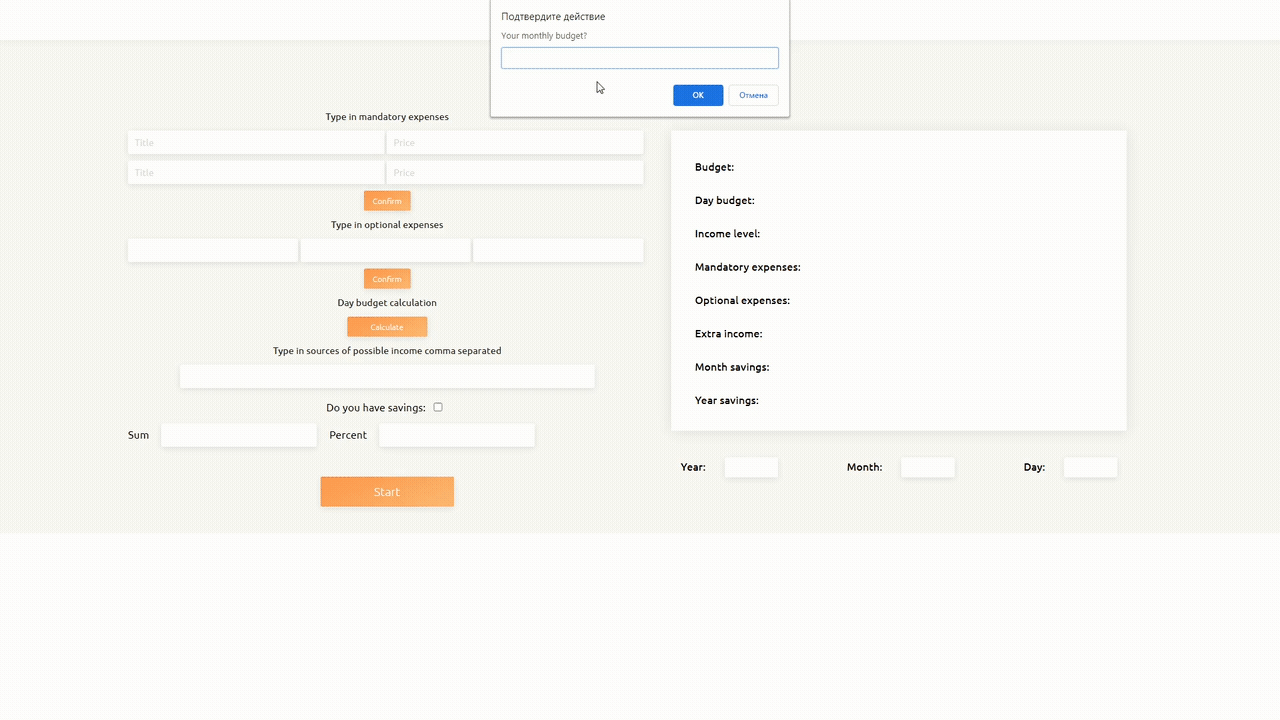 Подтвердите действие
Your monthly budget?
OK Отмена
Type in mandatory expenses
Title Price
Title Price
Confirm
Type in optional expenses
Confirm
Day budget calculation
Calculate
Type in sources of possible income comma separated
Do you have savings:
Sum Percent
Start
Budget:
Day budget:
Income level:
Mandatory expenses:
Optional expenses:
Extra income:
Month savings:
Year savings:
Year: Month: Day: